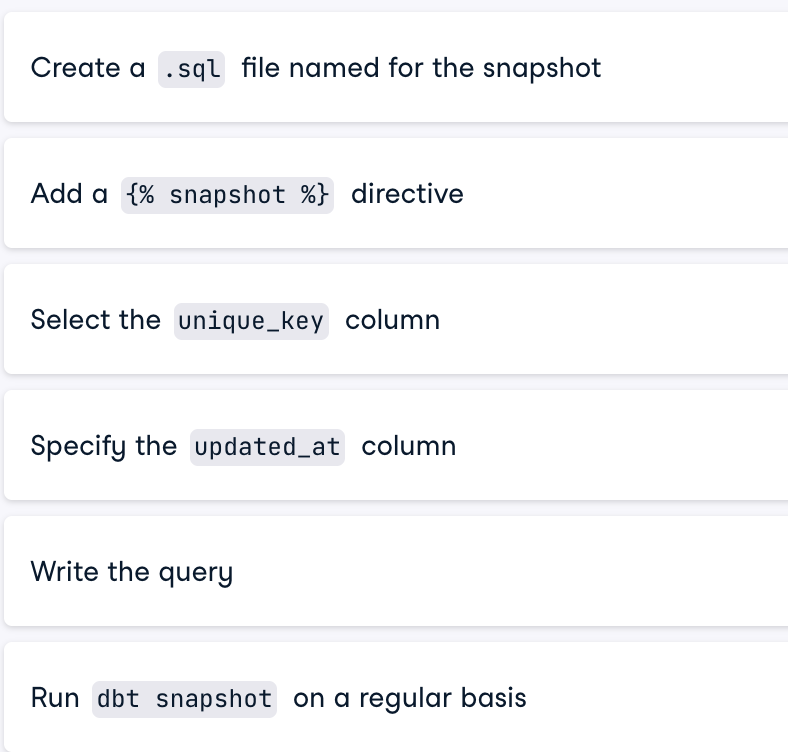 Create a .sql file named for the snapshot
Add a {% snapshot %} directive
Select the unique_key column
Specify the updated_at column
Write the query
Run dbt snapshot on a regular basis